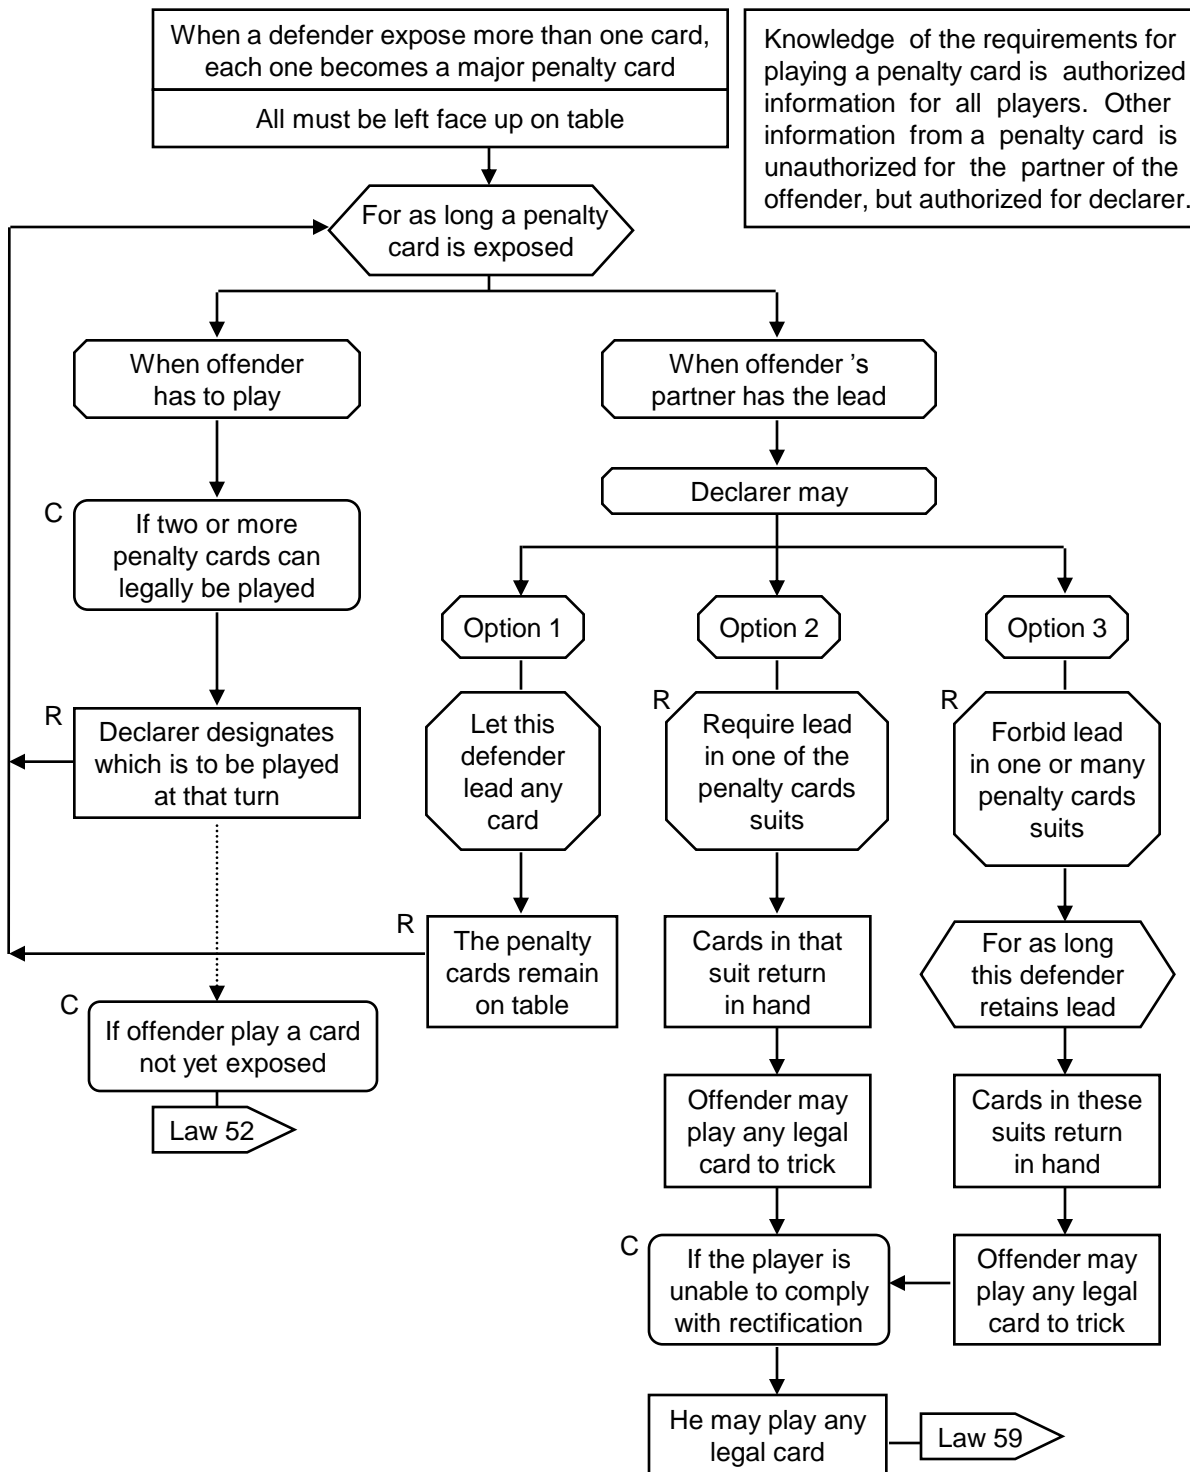 When a defender expose more than one card,
each one becomes a major penalty card
All must be left face up on table
Knowledge of the requirements for
playing a penalty card is authorized
information for all players. Other
information from a penalty card is
unauthorized for the partner of the
offender, but authorized for declarer.
For as long a penalty
card is exposed
When offender
has to play
When offender 's
partner has the lead
Declarer may
C
If two or more
penalty cards can
legally be played
Option 1
Option 2
Option 3
R
Declarer designates
which is to be played
at that turn
Let this
defender
lead any
card
R
Require lead
in one of the
penalty cards
suits
R
Forbid lead
in one or many
penalty cards
suits
R
The penalty
cards remain
on table
Cards in that
suit return
in hand
For as long
this defender
retains lead
C
If offender play a card
not yet exposed
Law 52
Offender may
play any legal
card to trick
Cards in these
suits return
in hand
C
If the player is
unable to comply
with rectification
Offender may
play any legal
card to trick
He may play any
legal card
Law 59